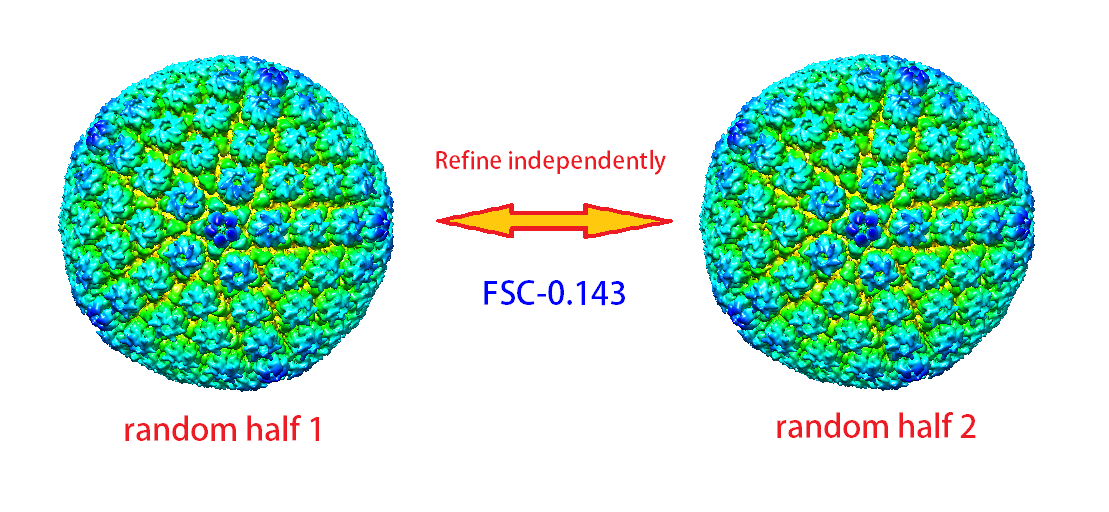 Refine independently
FSC-0.143
random half 1
random half 2